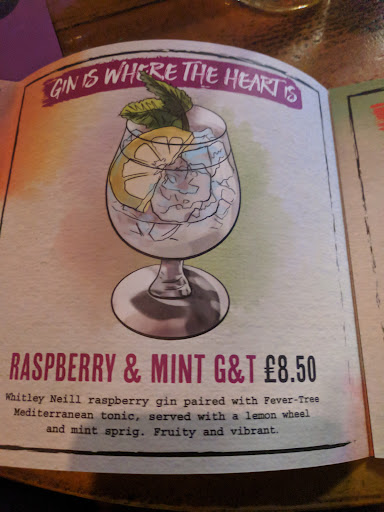 GIN IS WHERE THE HEART IS
RASPBERRY & MINT G&T £8.50
Whitley Neill raspberry gin paired with Fever-Tree
Mediterranean tonic, served with a lemon wheel
and mint sprig. Fruity and vibrant.